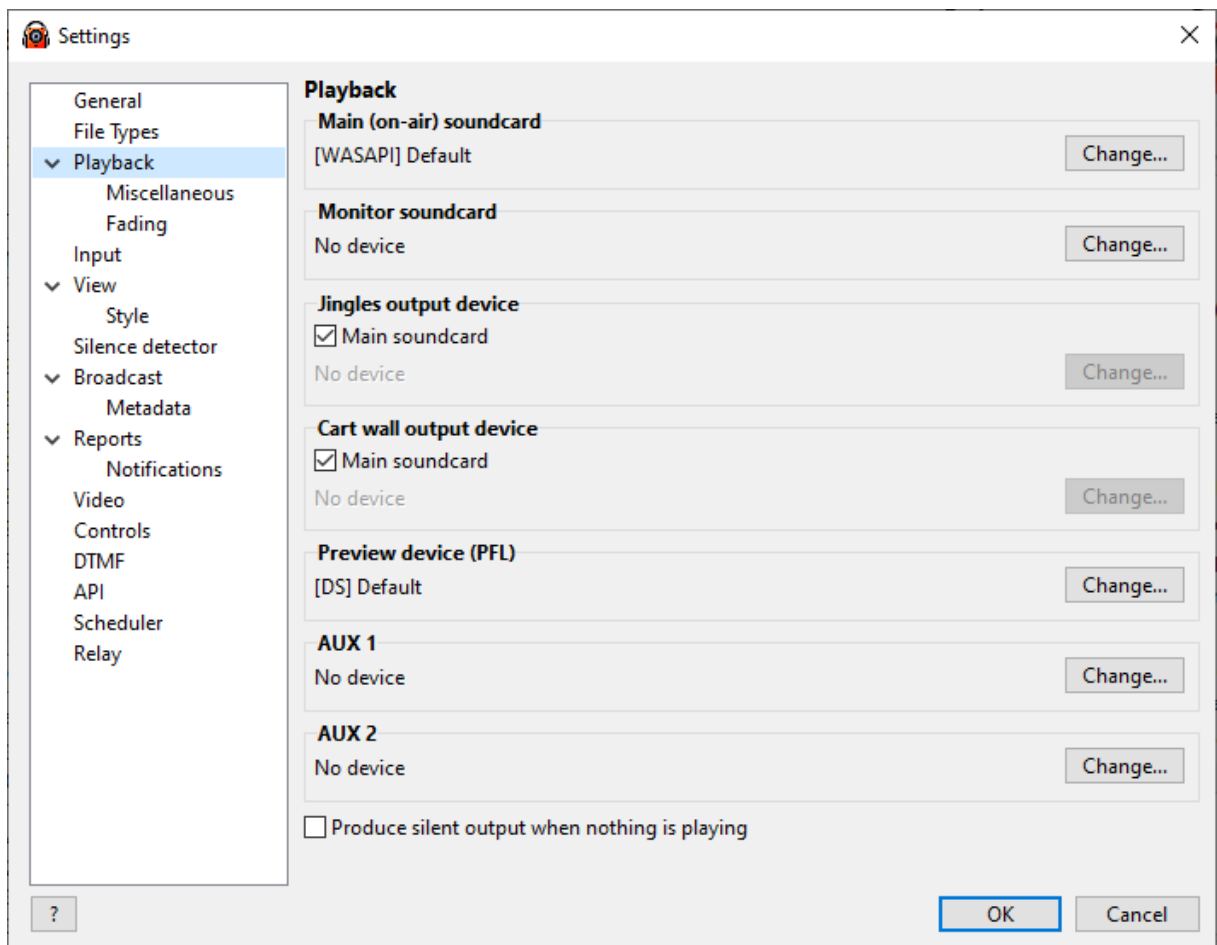 Settings
General
File Types
Playback
Miscellaneous
Fading
Input
View
Style
Silence detector
Broadcast
Metadata
Reports
Notifications
Video
Controls
DTMF
API
Scheduler
Relay
Playback
Main (on-air) soundcard
[WASAPI] Default
Change...
Monitor soundcard
No device
Change...
Jingles output device
Main soundcard
No device
Change...
Cart wall output device
Main soundcard
No device
Change...
Preview device (PFL)
[DS] Default
Change...
AUX 1
No device
Change...
AUX 2
No device
Change...
Produce silent output when nothing is playing
?
OK
Cancel